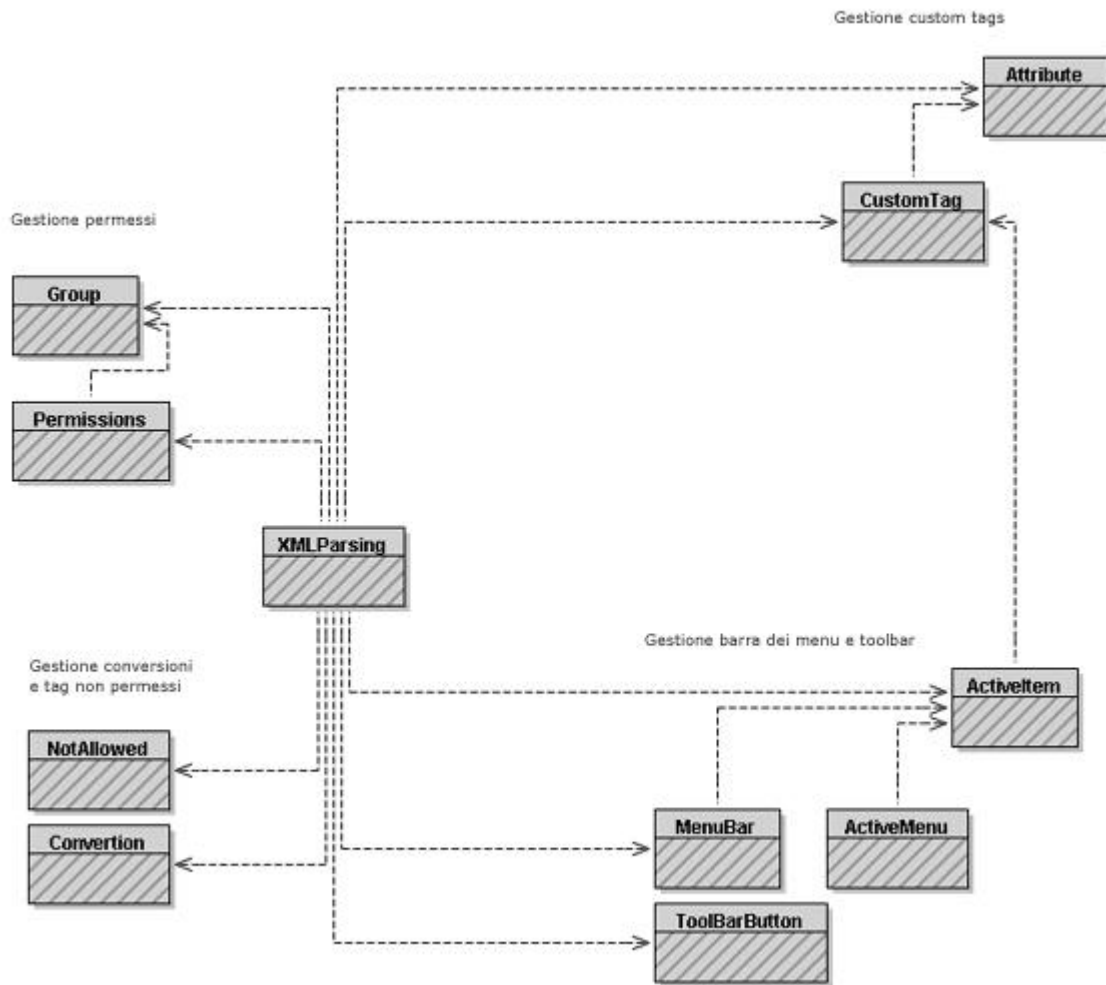 Gestione custom tags
Attribute
CustomTag
Gestione permessi
Group
Permissions
XMLParsing
Gestione barra dei menu e toolbar
Gestione conversioni
e tag non permessi
ActiveItem
NotAllowed
MenuBar
ActiveMenu
Convertion
ToolBarButton